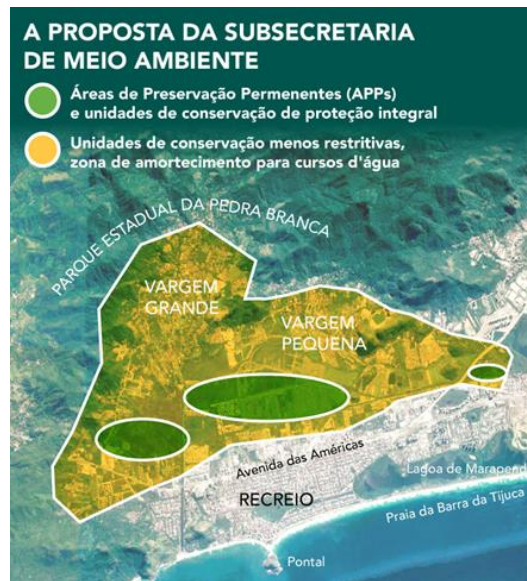 A PROPOSTA DA SUBSECRETARIA
DE MEIO AMBIENTE
Áreas de Preservação Permenentes (APPs)
e unidades de conservação de proteção integral
Unidades de conservação menos restritivas,
zona de amortecimento para cursos d'água
PARQUE ESTADUAL DA PEDRA BRANCA
VARGEM
GRANDE
VARGEM
PEQUENA
Avenida das Américas
Lagoa de Marapend
RECREIO
Praia da Barra da Tijuca
Pontal